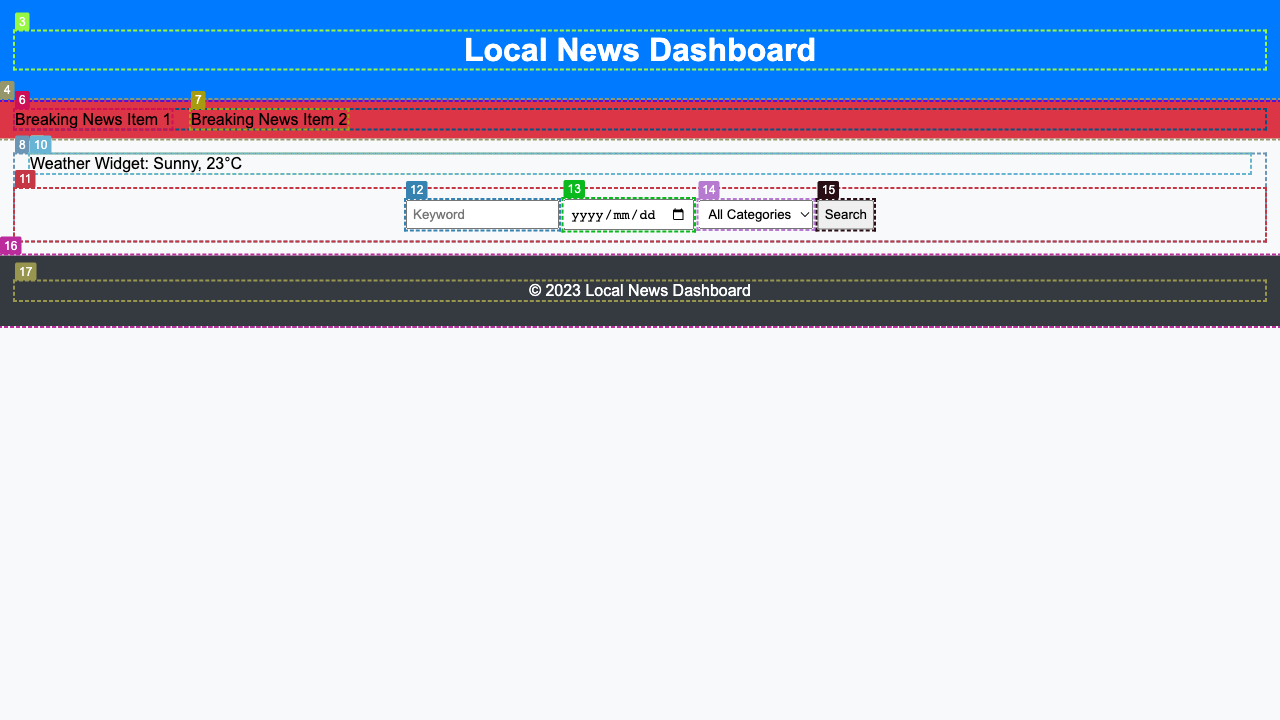 3
Local News Dashboard
4
6
7
Breaking News Item 1
Breaking News Item 2
8
10
Weather Widget: Sunny, 23°C
11
12
13
14
15
Keyword
yyyy/mm/dd
All Categories
Search
16
17
© 2023 Local News Dashboard